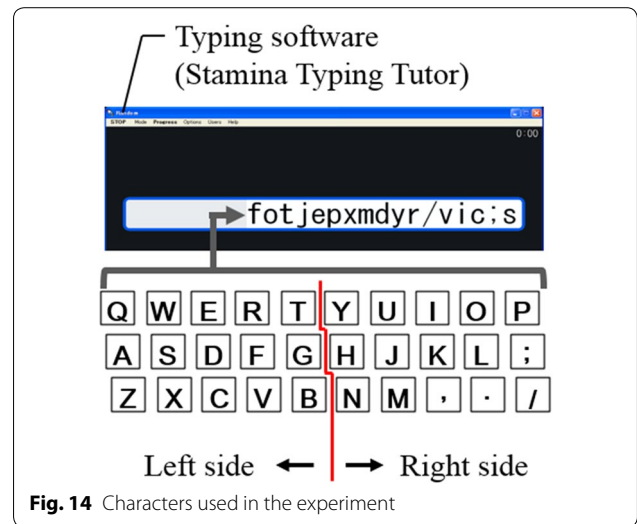 Typing software
(Stamina Typing Tutor)
Random
STOP Mode Progress Options Users Help
0:00
fotjepxmdyr/vic;s
Q W E R T Y U I O P
A S D F G H J K L ;
Z X C V B N M , . /
Left side ← → Right side
Fig. 14 Characters used in the experiment